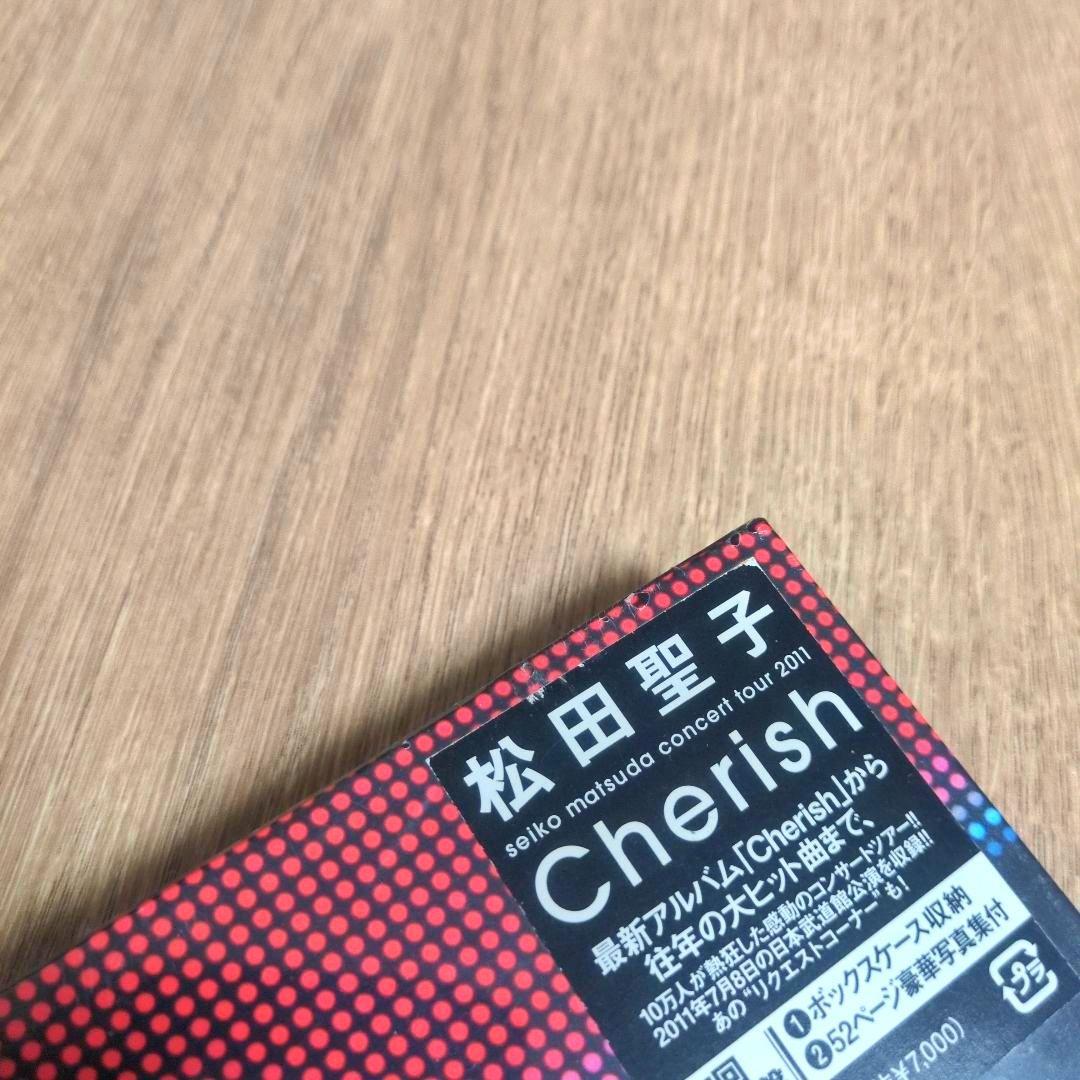 松田聖子
seiko matsuda concert tour 2011
Cherish
最新アルバム「Cherish」から
往年の大ヒット曲まで、
10万人が熱狂した感動のコンサートツアー!!
2011年7月8日の日本武道館公演を収録!!
あの"リクエストコーナー"も!
❶ボックスケース収納
❷52ページ豪華写真集付
¥7,000)
プラ